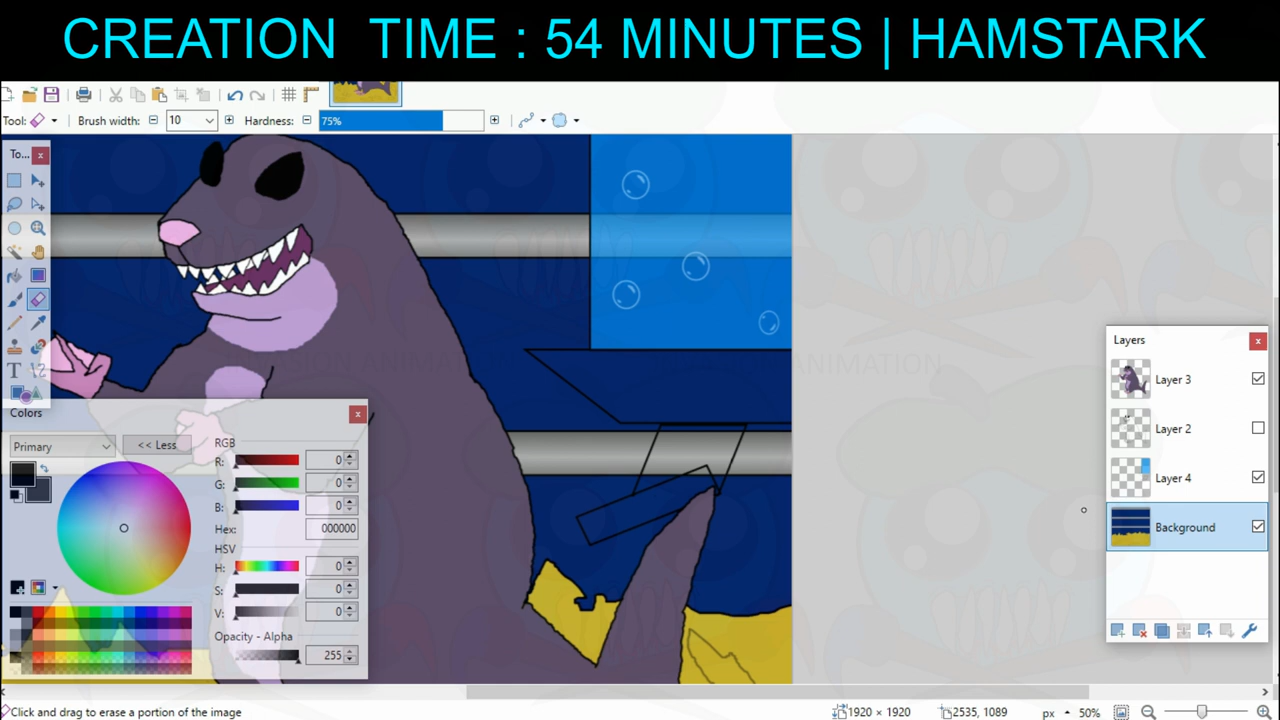 CREATION TIME : 54 MINUTES | HAMSTARK
Tool:
Brush width:
10
Hardness:
75%
To...
Colors
Primary
<< Less
RGB
R:
0
G:
0
B:
0
Hex:
000000
HSV
H:
0
S:
0
V:
0
Opacity - Alpha
255
Layers
Layer 3
Layer 2
Layer 4
Background
Click and drag to erase a portion of the image
1920 × 1920
2535, 1089
px
50%